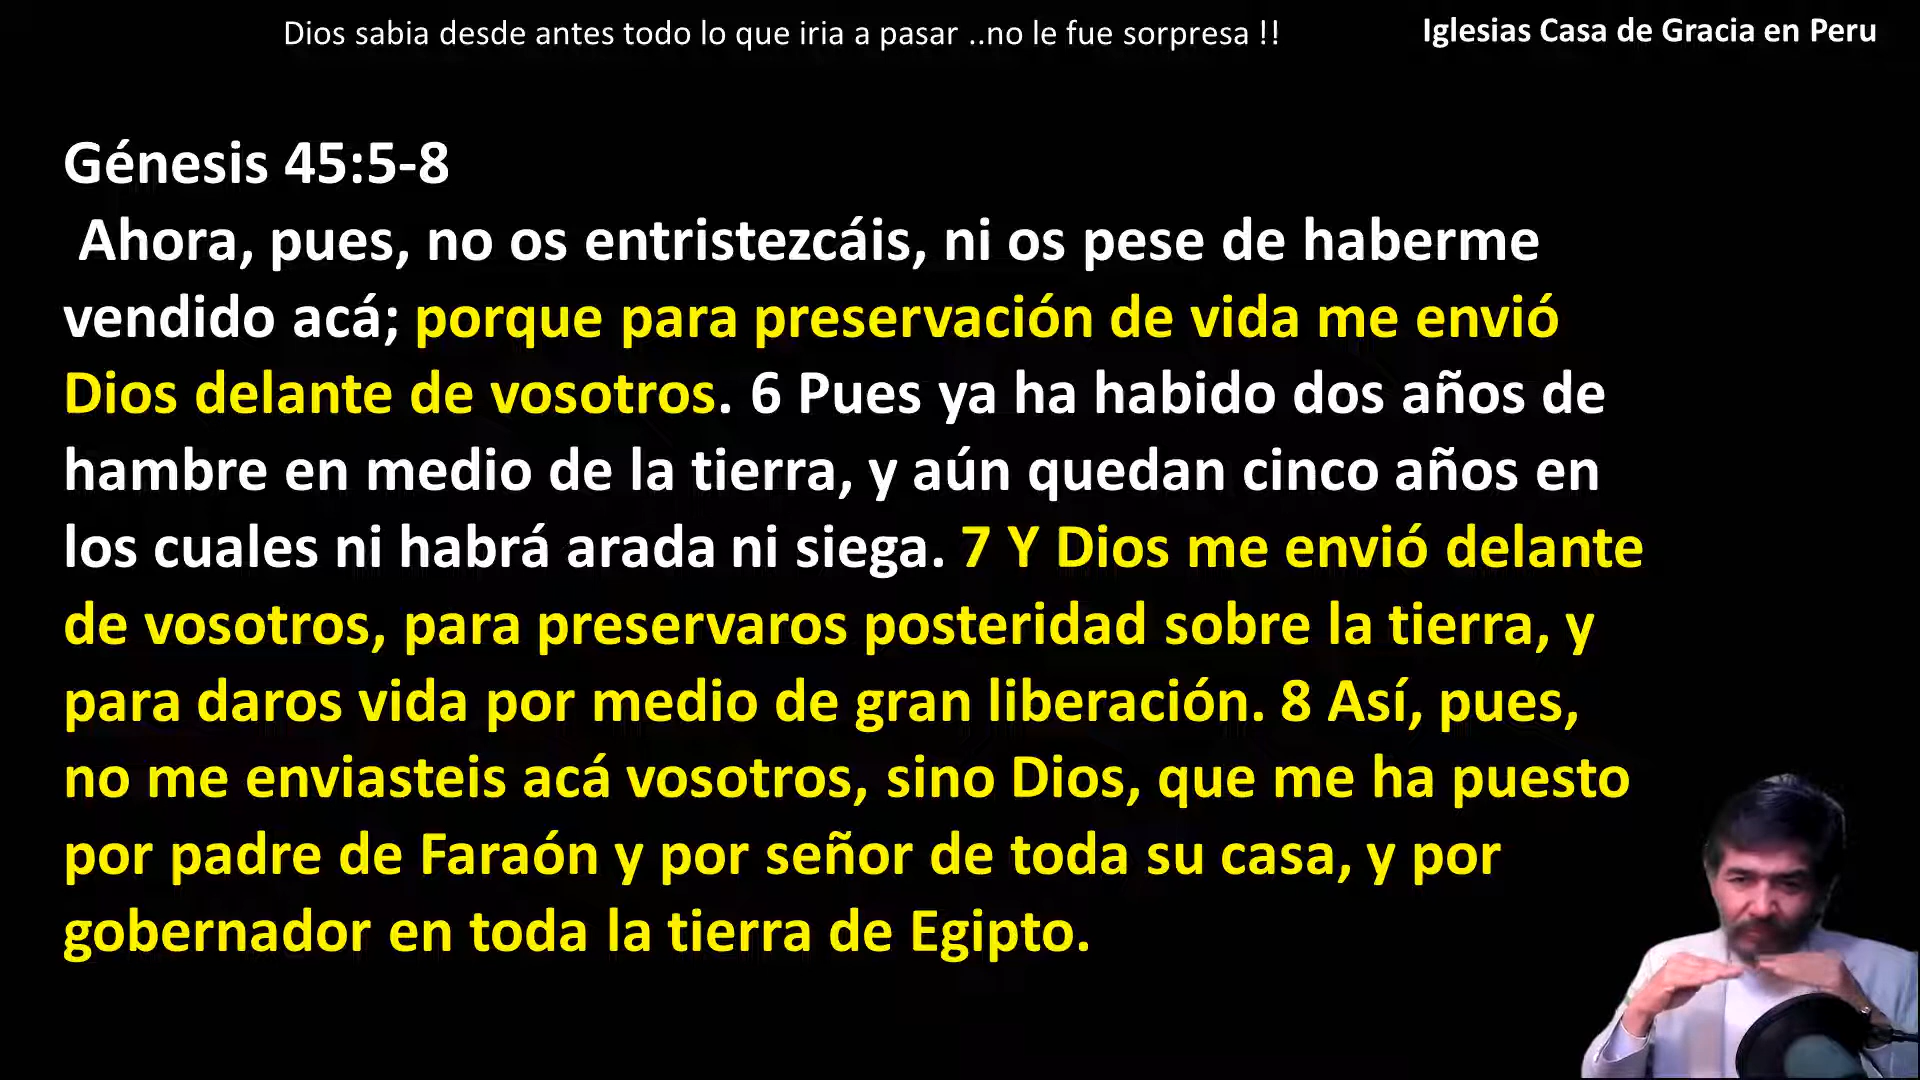 Dios sabia desde antes todo lo que iria a pasar ..no le fue sorpresa !!
Iglesias Casa de Gracia en Peru
Génesis 45:5-8
Ahora, pues, no os entristezcáis, ni os pese de haberme
vendido acá; porque para preservación de vida me envió
Dios delante de vosotros. 6 Pues ya ha habido dos años de
hambre en medio de la tierra, y aún quedan cinco años en
los cuales ni habrá arada ni siega. 7 Y Dios me envió delante
de vosotros, para preservaros posteridad sobre la tierra, y
para daros vida por medio de gran liberación. 8 Así, pues,
no me enviasteis acá vosotros, sino Dios, que me ha puesto
por padre de Faraón y por señor de toda su casa, y por
gobernador en toda la tierra de Egipto.